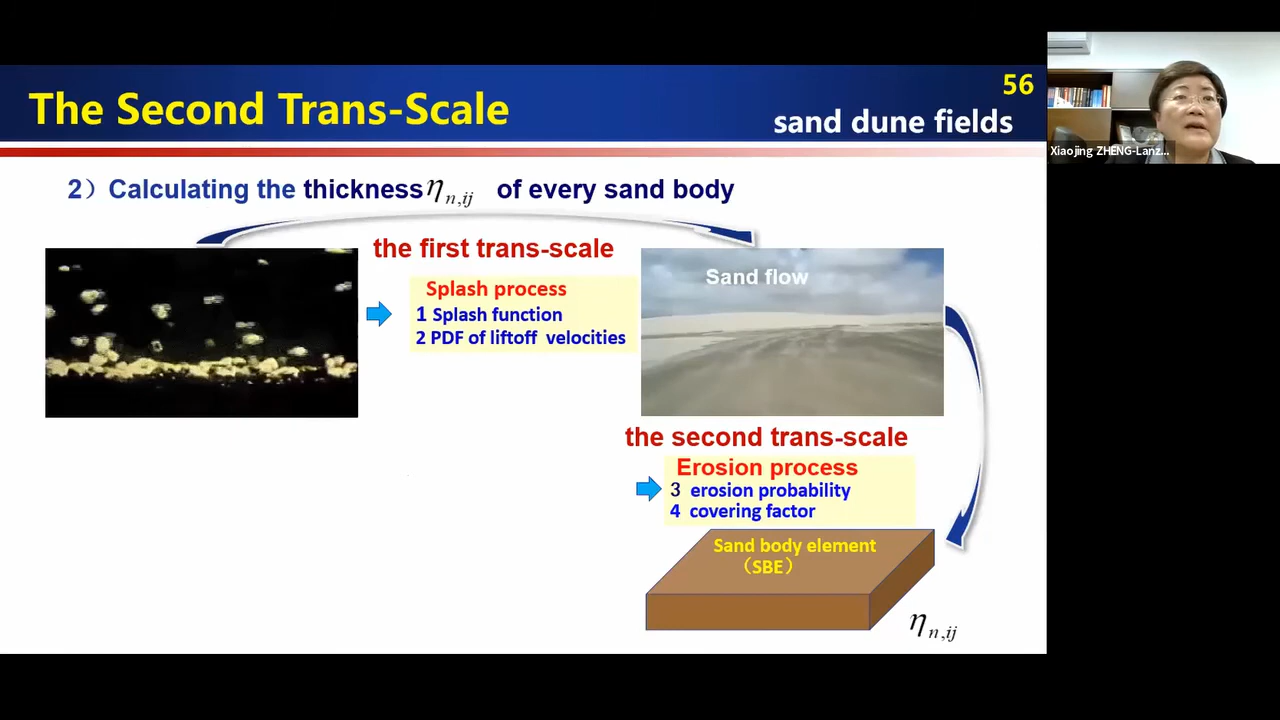 56
The Second Trans-Scale
sand dune fields
Xiaojing ZHENG-Lanz...
2）Calculating the thickness ηn,ij of every sand body
the first trans-scale
Splash process
1 Splash function
2 PDF of liftoff velocities
Sand flow
the second trans-scale
Erosion process
3 erosion probability
4 covering factor
Sand body element
（SBE）
ηn,ij